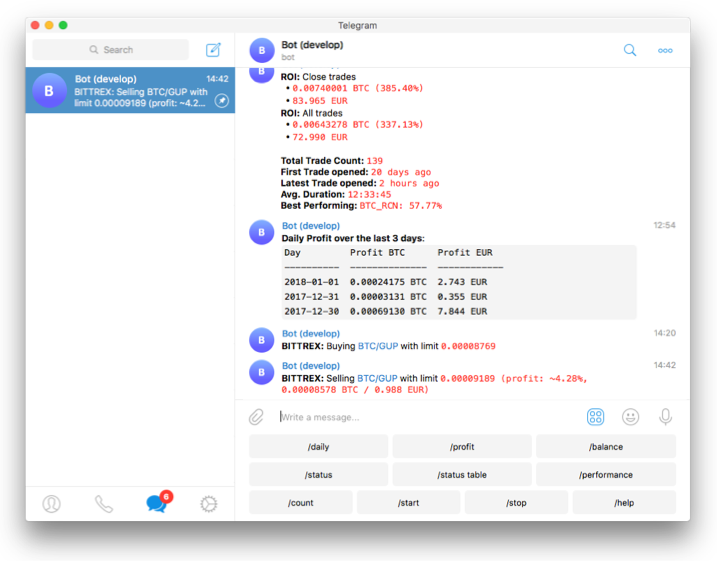 Telegram
Search
Bot (develop) 14:42
BITTREX: Selling BTC/GUP with
limit 0.00009189 (profit: ~4.2...
B
Bot (develop)
bot
B
B
ROI: Close trades
• 0.00740001 BTC (385.40%)
• 83.965 EUR
ROI: All trades
• 0.00643278 BTC (337.13%)
• 72.990 EUR
Total Trade Count: 139
First Trade opened: 20 days ago
Latest Trade opened: 2 hours ago
Avg. Duration: 12:33:45
Best Performing: BTC_RCN: 57.77%
B
Bot (develop) 12:54
Daily Profit over the last 3 days:
Day Profit BTC Profit EUR
---------- -------------- ------------
2018-01-01 0.00024175 BTC 2.743 EUR
2017-12-31 0.00003131 BTC 0.355 EUR
2017-12-30 0.00069130 BTC 7.844 EUR
B
Bot (develop) 14:20
BITTREX: Buying BTC/GUP with limit 0.00008769
B
Bot (develop) 14:42
BITTREX: Selling BTC/GUP with limit 0.00009189 (profit: ~4.28%,
0.00008578 BTC / 0.988 EUR)
Write a message...
/daily /profit /balance
/status /status table /performance
/count /start /stop /help
6